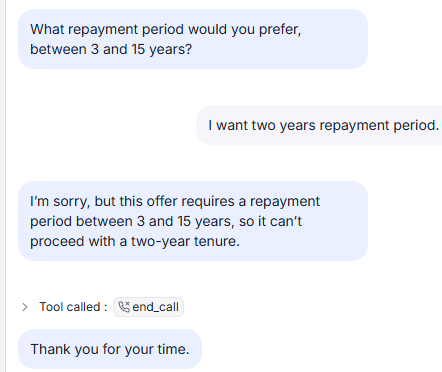 What repayment period would you prefer,
between 3 and 15 years?
I want two years repayment period.
I’m sorry, but this offer requires a repayment
period between 3 and 15 years, so it can’t
proceed with a two-year tenure.
Tool called : end_call
Thank you for your time.